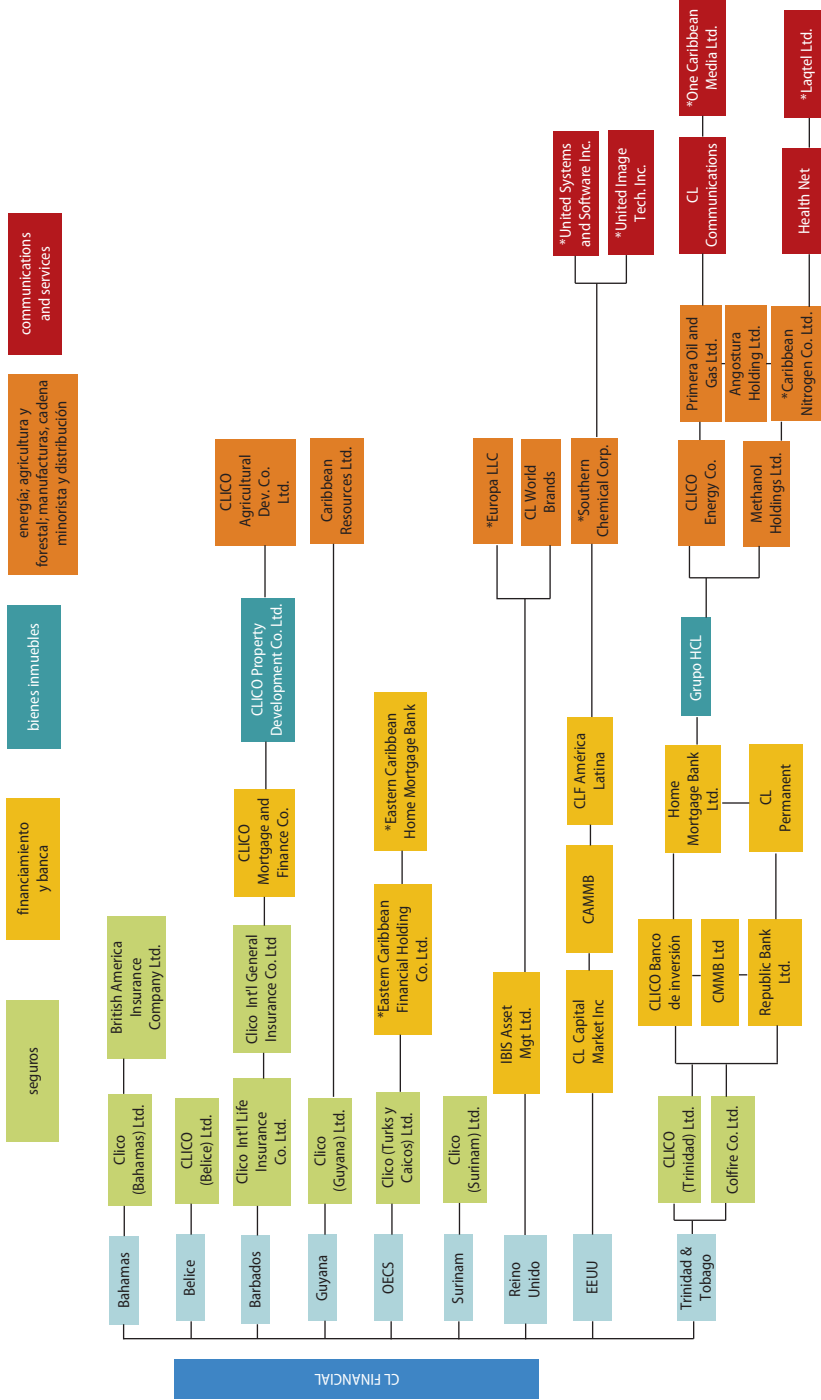 seguros
financiamiento
y banca
bienes inmuebles
energía; agricultura y
forestal; manufacturas, cadena
minorista y distribución
communications
and services
CL FINANCIAL
Bahamas
Clico
(Bahamas) Ltd.
British America
Insurance
Company Ltd.
Belice
CLICO
(Belice) Ltd.
Barbados
Clico Int'l Life
Insurance
Co. Ltd.
Clico Int'l General
Insurance Co. Ltd
CLICO
Mortgage and
Finance Co.
CLICO Property
Development Co. Ltd.
CLICO
Agricultural
Dev. Co.
Ltd.
Guyana
Clico
(Guyana) Ltd.
Caribbean
Resources Ltd.
OECS
Clico (Turks y
Caicos) Ltd.
*Eastern Caribbean
Financial Holding
Co. Ltd.
*Eastern Caribbean
Home Mortgage Bank
Surinam
Clico
(Surinam) Ltd.
Reino
Unido
IBIS Asset
Mgt Ltd.
*Europa LLC
CL World
Brands
EEUU
CL Capital
Market Inc
CAMMB
CLF América
Latina
*Southern
Chemical Corp.
*United Systems
and Software Inc.
*United Image
Tech. Inc.
Trinidad &
Tobago
CLICO
(Trinidad) Ltd.
Colfire Co. Ltd.
CLICO Banco
de inversión
CMMB Ltd
Republic Bank
Ltd.
Home
Mortgage Bank
Ltd.
CL
Permanent
Grupo HCL
CLICO
Energy Co.
Methanol
Holdings Ltd.
Primera Oil and
Gas Ltd.
Angostura
Holding Ltd.
*Caribbean
Nitrogen Co. Ltd.
CL
Communications
Health Net
*One Caribbean
Media Ltd.
*Laqtel Ltd.